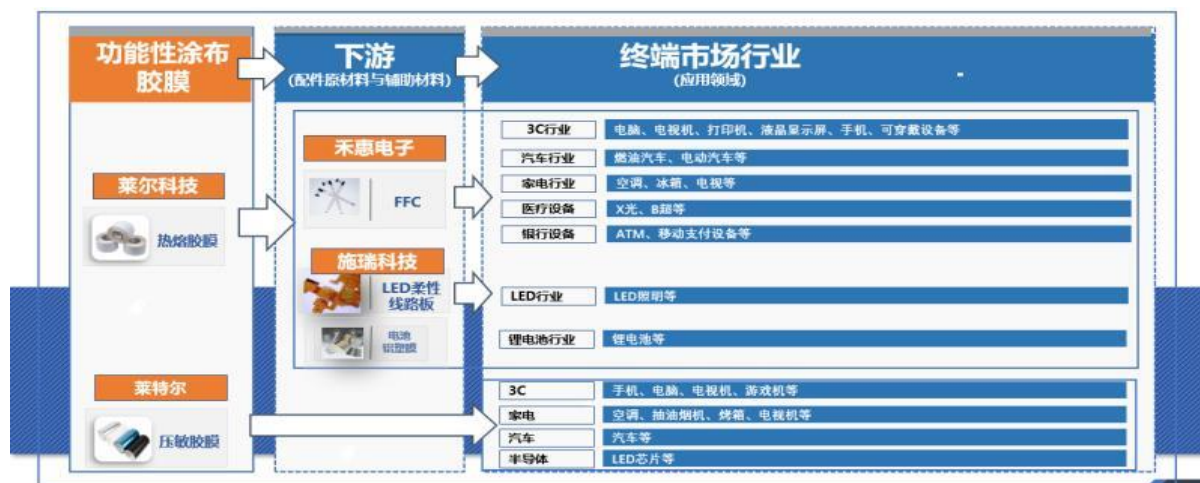 功能性涂布
胶膜
下游
(配件原材料与辅助材料)
终端市场行业
(应用领域)
莱尔科技
热熔胶膜
莱特尔
压敏胶膜
禾惠电子
FFC
施瑞科技
LED柔性
线路板
电池
铝塑膜
3C行业 电脑、电视机、打印机、液晶显示屏、手机、可穿戴设备等
汽车行业 燃油汽车、电动汽车等
家电行业 空调、冰箱、电视等
医疗设备 X光、B超等
银行设备 ATM、移动支付设备等
LED行业 LED照明等
锂电池行业 锂电池等
3C 手机、电脑、电视机、游戏机等
家电 空调、抽油烟机、烤箱、电视机等
汽车 汽车等
半导体 LED芯片等